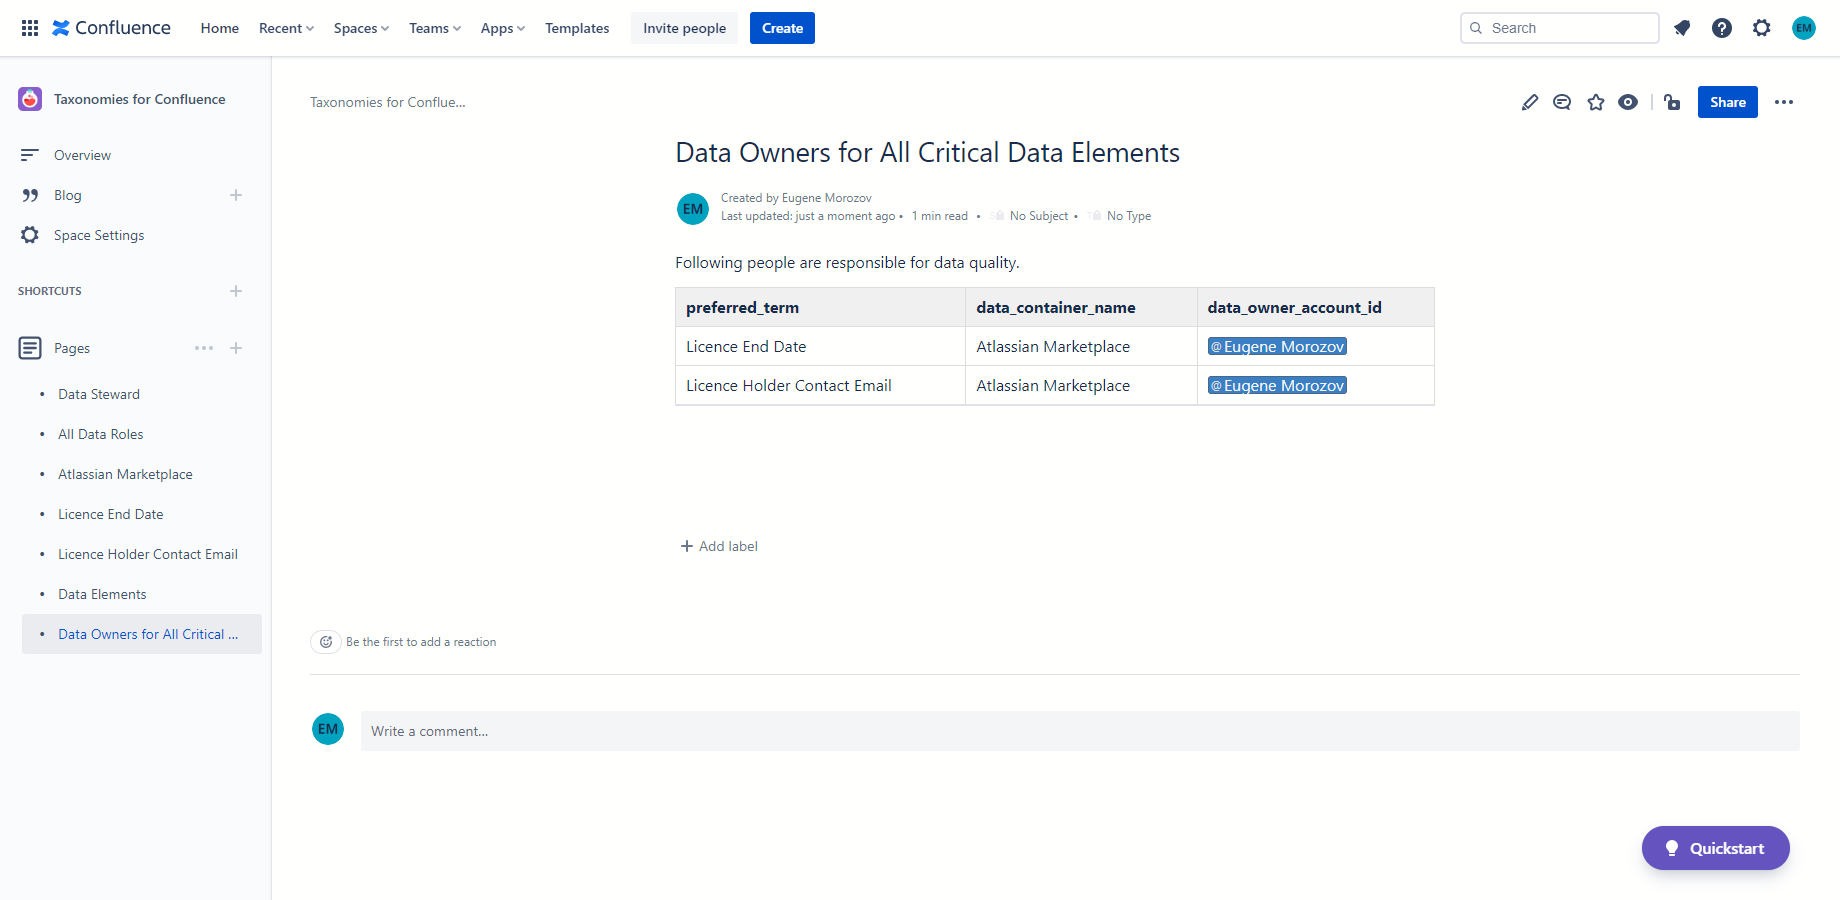 Confluence Home Recent Spaces Teams Apps Templates Invite people Create Search EM
Taxonomies for Confluence
Overview
Blog
Space Settings
SHORTCUTS
Pages
Data Steward
All Data Roles
Atlassian Marketplace
Licence End Date
Licence Holder Contact Email
Data Elements
Data Owners for All Critical ...
Taxonomies for Conflue... Share
Data Owners for All Critical Data Elements
EM
Created by Eugene Morozov
Last updated: just a moment ago • 1 min read • No Subject • No Type
Following people are responsible for data quality.
preferred_term data_container_name data_owner_account_id
Licence End Date Atlassian Marketplace @Eugene Morozov
Licence Holder Contact Email Atlassian Marketplace @Eugene Morozov
Add label
Be the first to add a reaction
EM Write a comment...
Quickstart